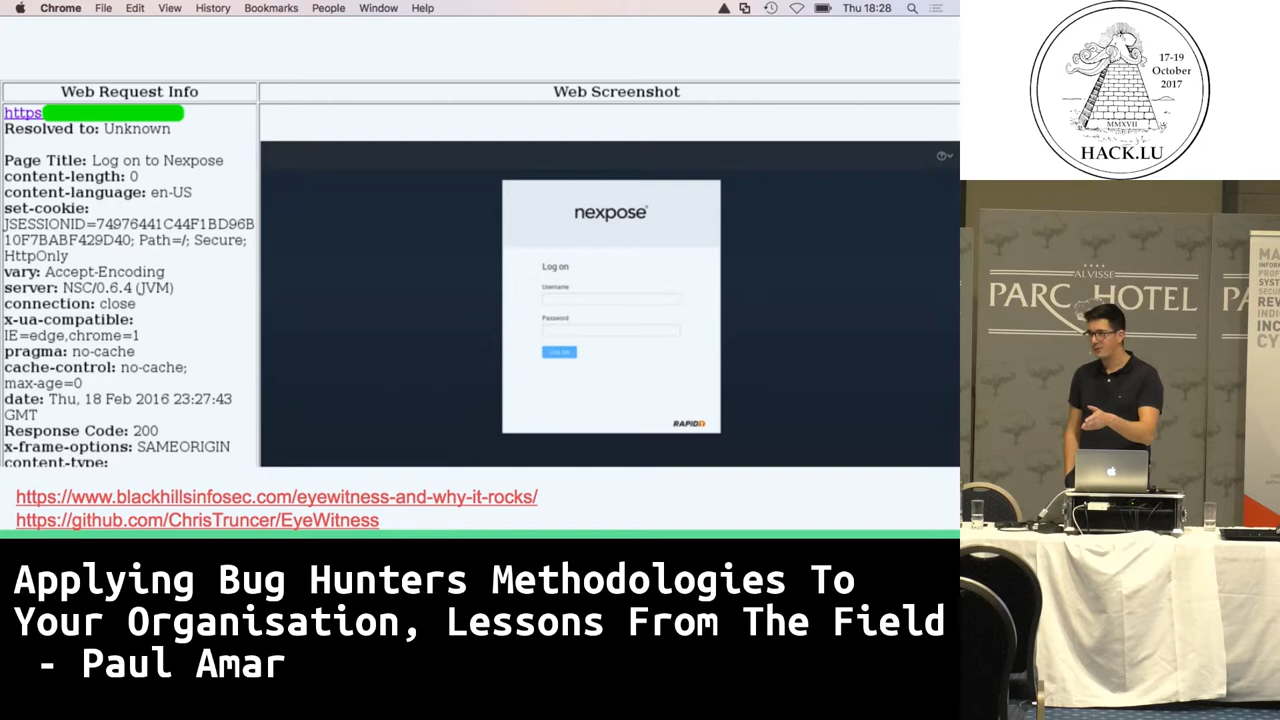 Chrome File Edit View History Bookmarks People Window Help
Thu 18:28
Web Request Info
Web Screenshot
https
Resolved to: Unknown
Page Title: Log on to Nexpose
content-length: 0
content-language: en-US
set-cookie:
JSESSIONID=74976441C44F1BD96B
10F7BABF429D40; Path=/; Secure;
HttpOnly
vary: Accept-Encoding
server: NSC/0.6.4 (JVM)
connection: close
x-ua-compatible:
IE=edge,chrome=1
pragma: no-cache
cache-control: no-cache;
max-age=0
date: Thu, 18 Feb 2016 23:27:43
GMT
Response Code: 200
x-frame-options: SAMEORIGIN
content-type:
nexpose
Log on
Username
Password
LOG ON
RAPID7
https://www.blackhillsinfosec.com/eyewitness-and-why-it-rocks/
https://github.com/ChrisTruncer/EyeWitness
17-19
October
2017
MMXVII
HACK.LU
ALVISSE
PARC HOTEL
Applying Bug Hunters Methodologies To
Your Organisation, Lessons From The Field
- Paul Amar